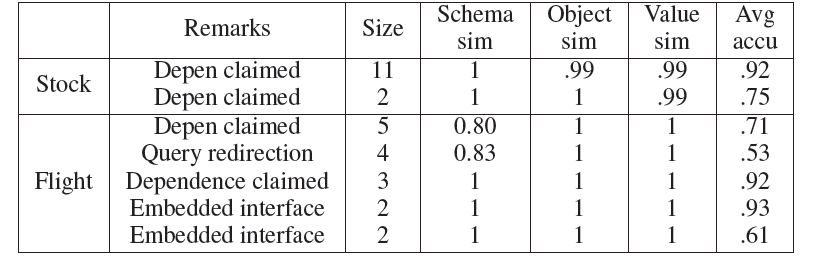 Remarks Size Schema sim Object sim Value sim Avg accu
Stock Depen claimed 11 1 .99 .99 .92
Depen claimed 2 1 1 .99 .75
Flight Depen claimed 5 0.80 1 1 .71
Query redirection 4 0.83 1 1 .53
Dependence claimed 3 1 1 1 .92
Embedded interface 2 1 1 1 .93
Embedded interface 2 1 1 1 .61